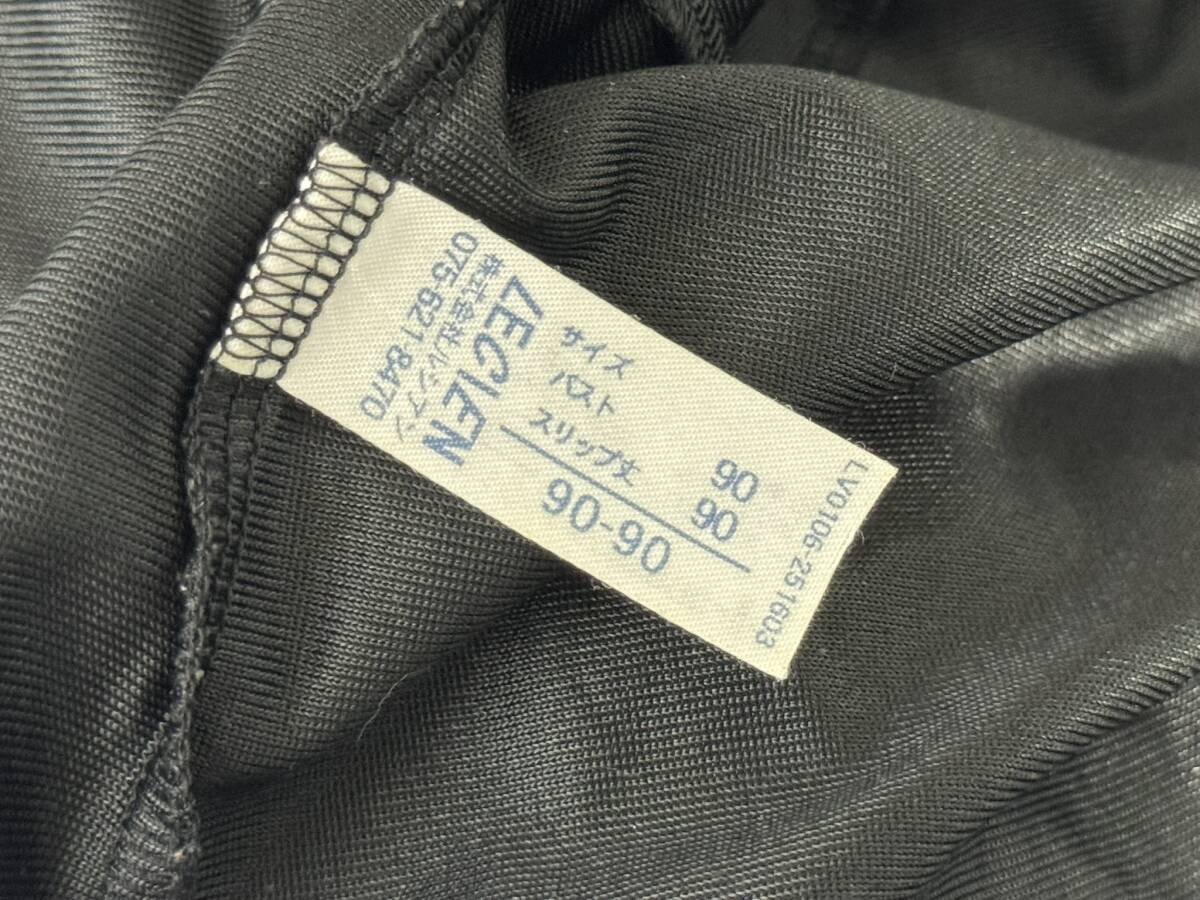 サイズ
バスト 90
スリップ丈 90
90-90
LECIEN
株式会社ルシアン
075-621-8470
LV0106-251603